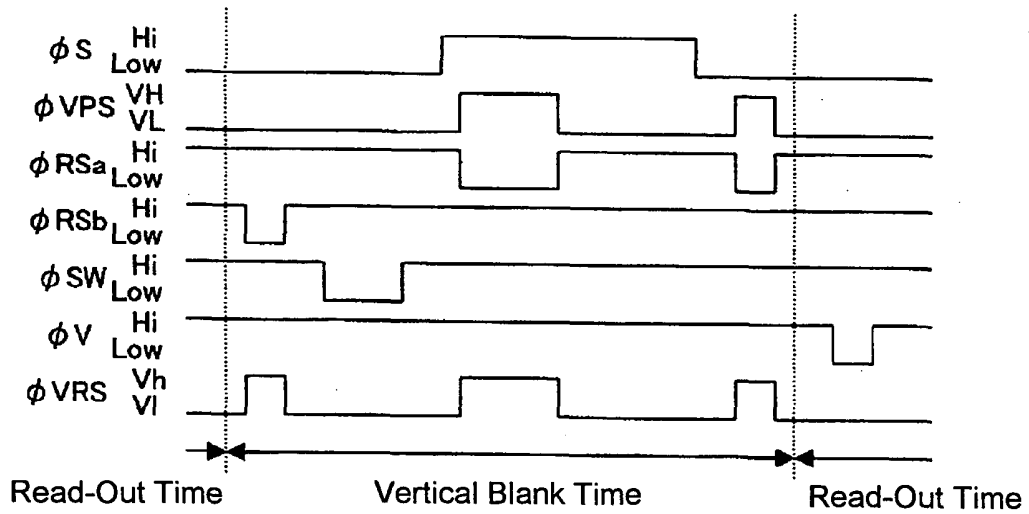 φS Hi
Low
φVPS VH
VL
φRSa Hi
Low
φRSb Hi
Low
φSW Hi
Low
φV Hi
Low
φVRS Vh
Vl
Read-Out Time Vertical Blank Time Read-Out Time